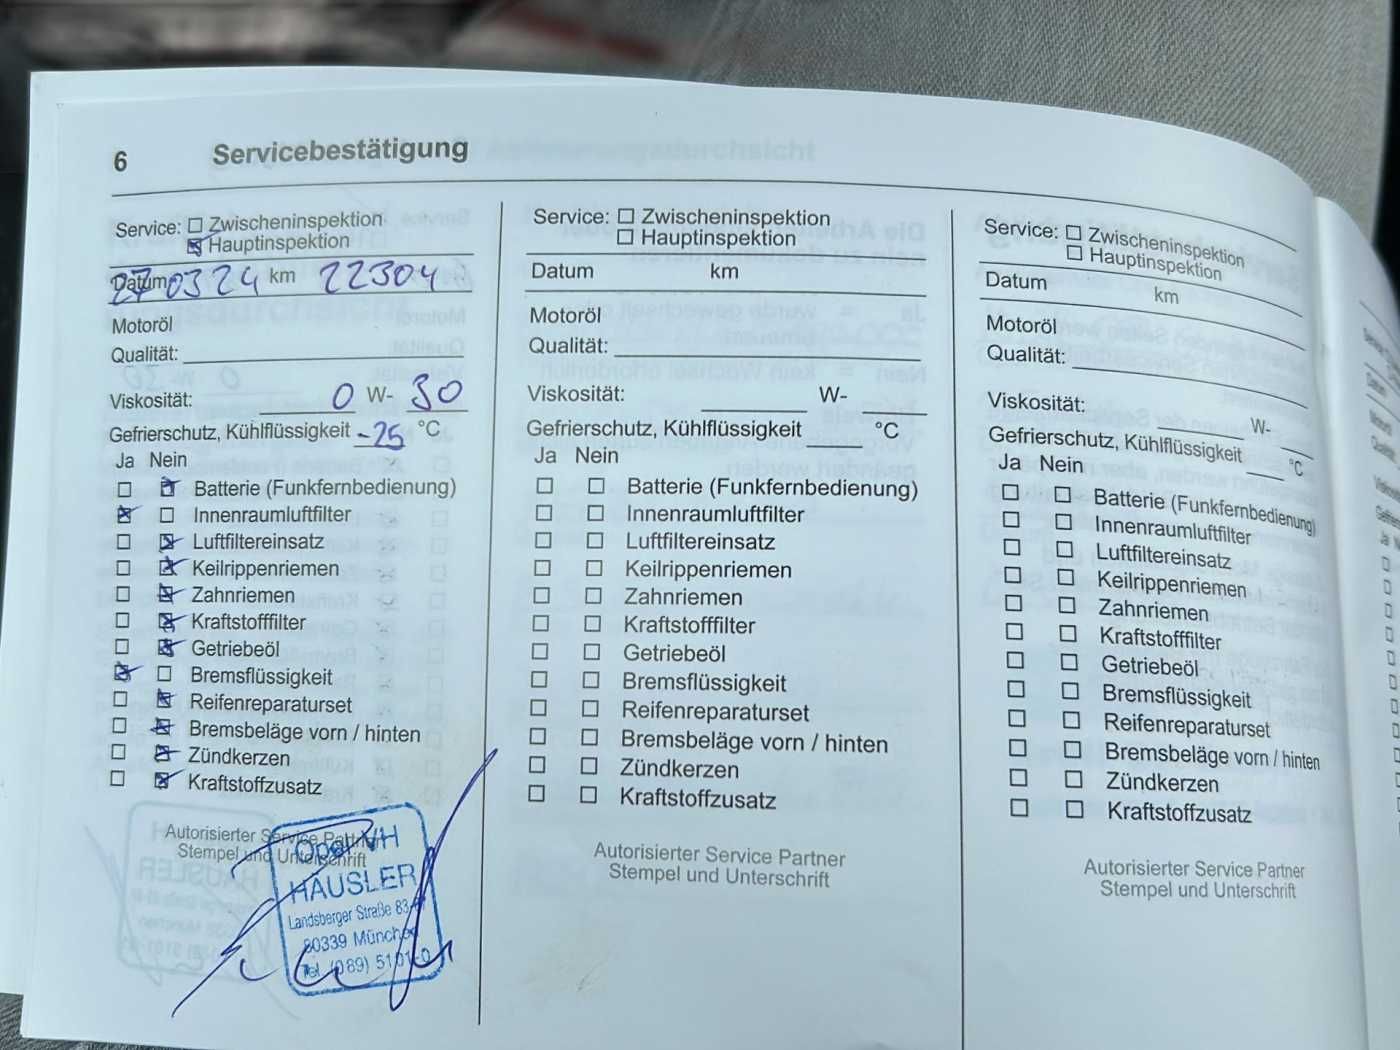 6 Servicebestätigung
Service: ☐ Zwischeninspektion
☒ Hauptinspektion
Datum 27 03 24 km 22304
Motoröl
Qualität:
Viskosität: 0 W- 30
Gefrierschutz, Kühlflüssigkeit -25 °C
Ja Nein
☐ ☒ Batterie (Funkfernbedienung)
☒ ☐ Innenraumluftfilter
☐ ☒ Luftfiltereinsatz
☐ ☒ Keilrippenriemen
☐ ☒ Zahnriemen
☐ ☒ Kraftstofffilter
☐ ☒ Getriebeöl
☒ ☐ Bremsflüssigkeit
☐ ☒ Reifenreparaturset
☐ ☒ Bremsbeläge vorn / hinten
☐ ☒ Zündkerzen
☐ ☒ Kraftstoffzusatz
Autorisierter Service Partner
Stempel und Unterschrift
Opel VH
HÄUSLER
Landsberger Straße 83-
80339 München
Tel. (089) 5101-0
Service: ☐ Zwischeninspektion
☐ Hauptinspektion
Datum km
Motoröl
Qualität:
Viskosität: W-
Gefrierschutz, Kühlflüssigkeit °C
Ja Nein
☐ ☐ Batterie (Funkfernbedienung)
☐ ☐ Innenraumluftfilter
☐ ☐ Luftfiltereinsatz
☐ ☐ Keilrippenriemen
☐ ☐ Zahnriemen
☐ ☐ Kraftstofffilter
☐ ☐ Getriebeöl
☐ ☐ Bremsflüssigkeit
☐ ☐ Reifenreparaturset
☐ ☐ Bremsbeläge vorn / hinten
☐ ☐ Zündkerzen
☐ ☐ Kraftstoffzusatz
Autorisierter Service Partner
Stempel und Unterschrift
Service: ☐ Zwischeninspektion
☐ Hauptinspektion
Datum km
Motoröl
Qualität:
Viskosität: W-
Gefrierschutz, Kühlflüssigkeit °C
Ja Nein
☐ ☐ Batterie (Funkfernbedienung)
☐ ☐ Innenraumluftfilter
☐ ☐ Luftfiltereinsatz
☐ ☐ Keilrippenriemen
☐ ☐ Zahnriemen
☐ ☐ Kraftstofffilter
☐ ☐ Getriebeöl
☐ ☐ Bremsflüssigkeit
☐ ☐ Reifenreparaturset
☐ ☐ Bremsbeläge vorn / hinten
☐ ☐ Zündkerzen
☐ ☐ Kraftstoffzusatz
Autorisierter Service Partner
Stempel und Unterschrift